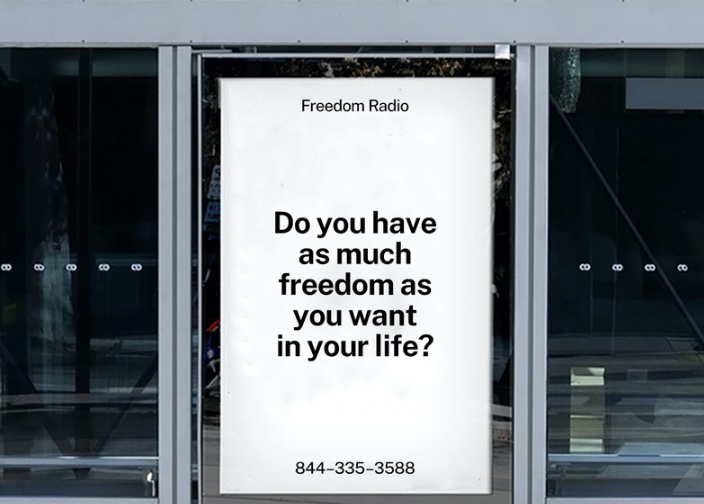 Freedom Radio
Do you have
as much
freedom as
you want
in your life?
844-335-3588